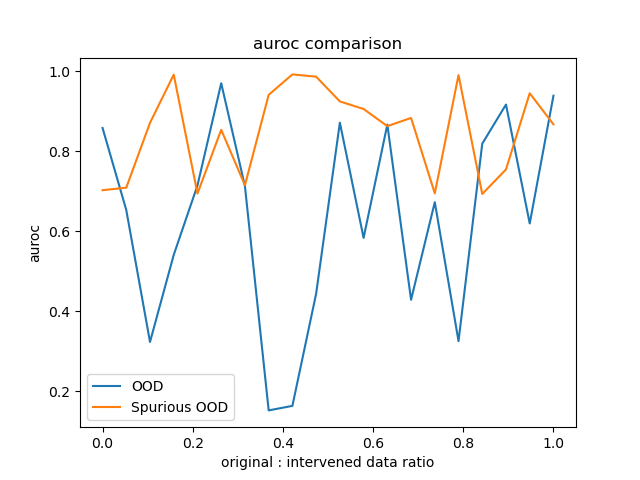 auroc comparison
1.0
0.8
0.6
0.4
0.2
auroc
OOD
Spurious OOD
0.0 0.2 0.4 0.6 0.8 1.0
original : intervened data ratio